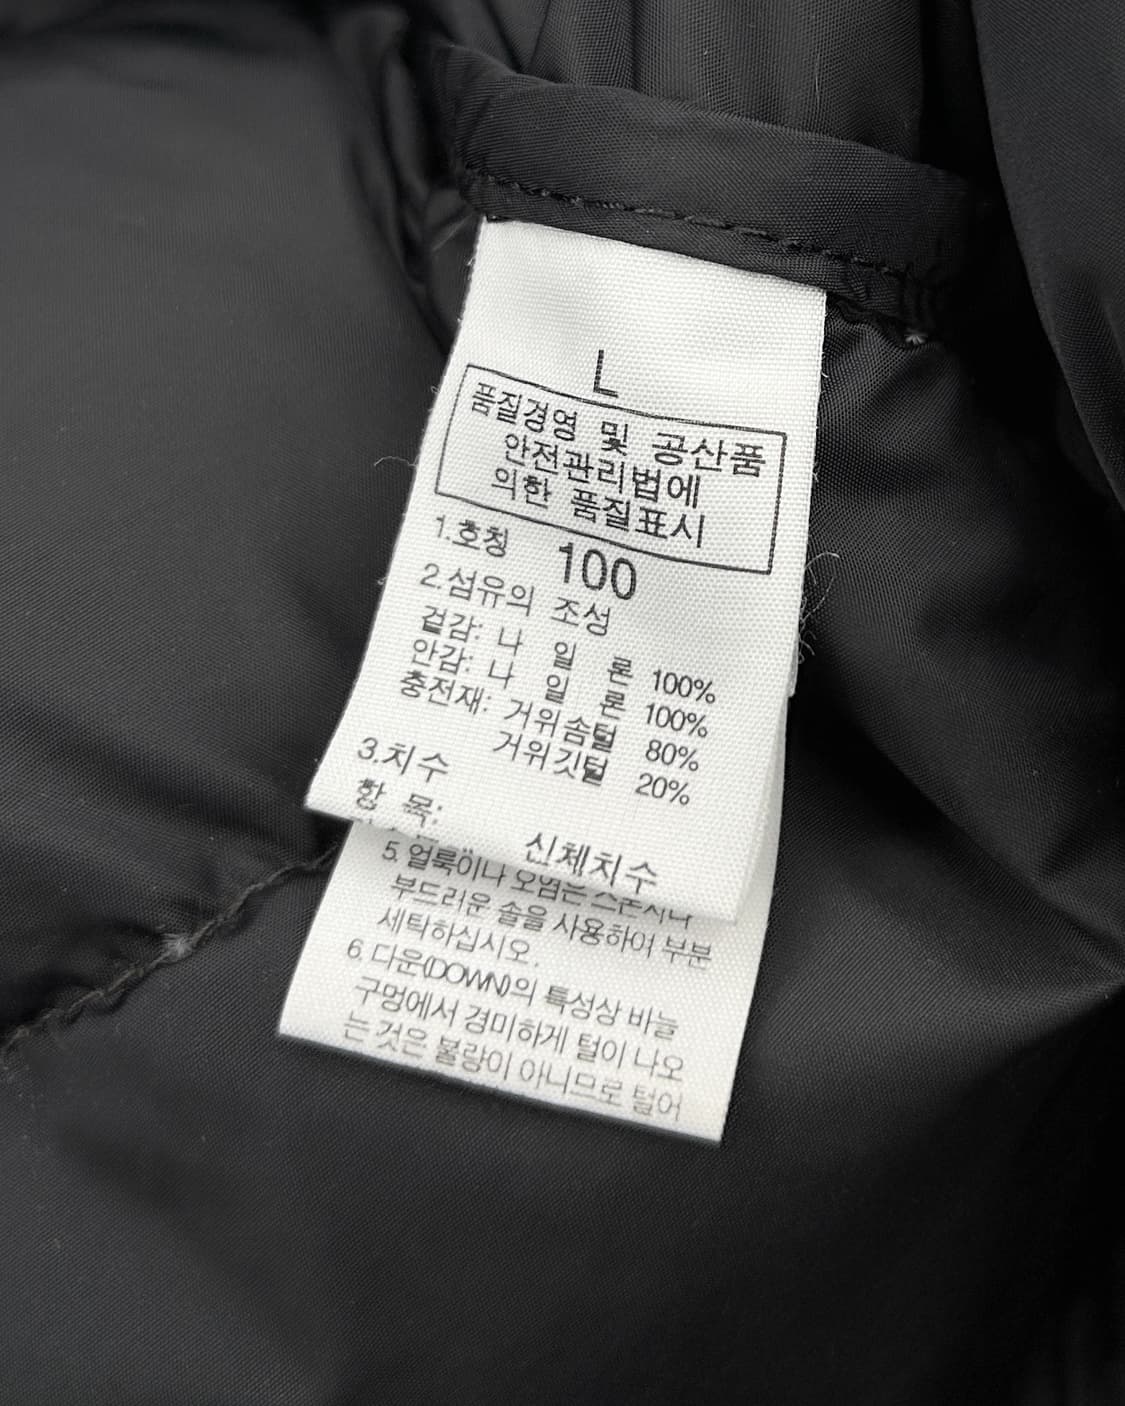 L
품질경영 및 공산품
안전관리법에
의한 품질표시
1.호칭 100
2.섬유의 조성
겉감: 나 일 론 100%
안감: 나 일 론 100%
충전재: 거위솜털 80%
거위깃털 20%
3.치수
항 목: 신체치수
5. 얼룩이나 오염은 스폰지나
부드러운 솔을 사용하여 부분
세탁하십시오.
6. 다운(DOWN)의 특성상 바늘
구멍에서 경미하게 털이 나오
는 것은 불량이 아니므로 털어